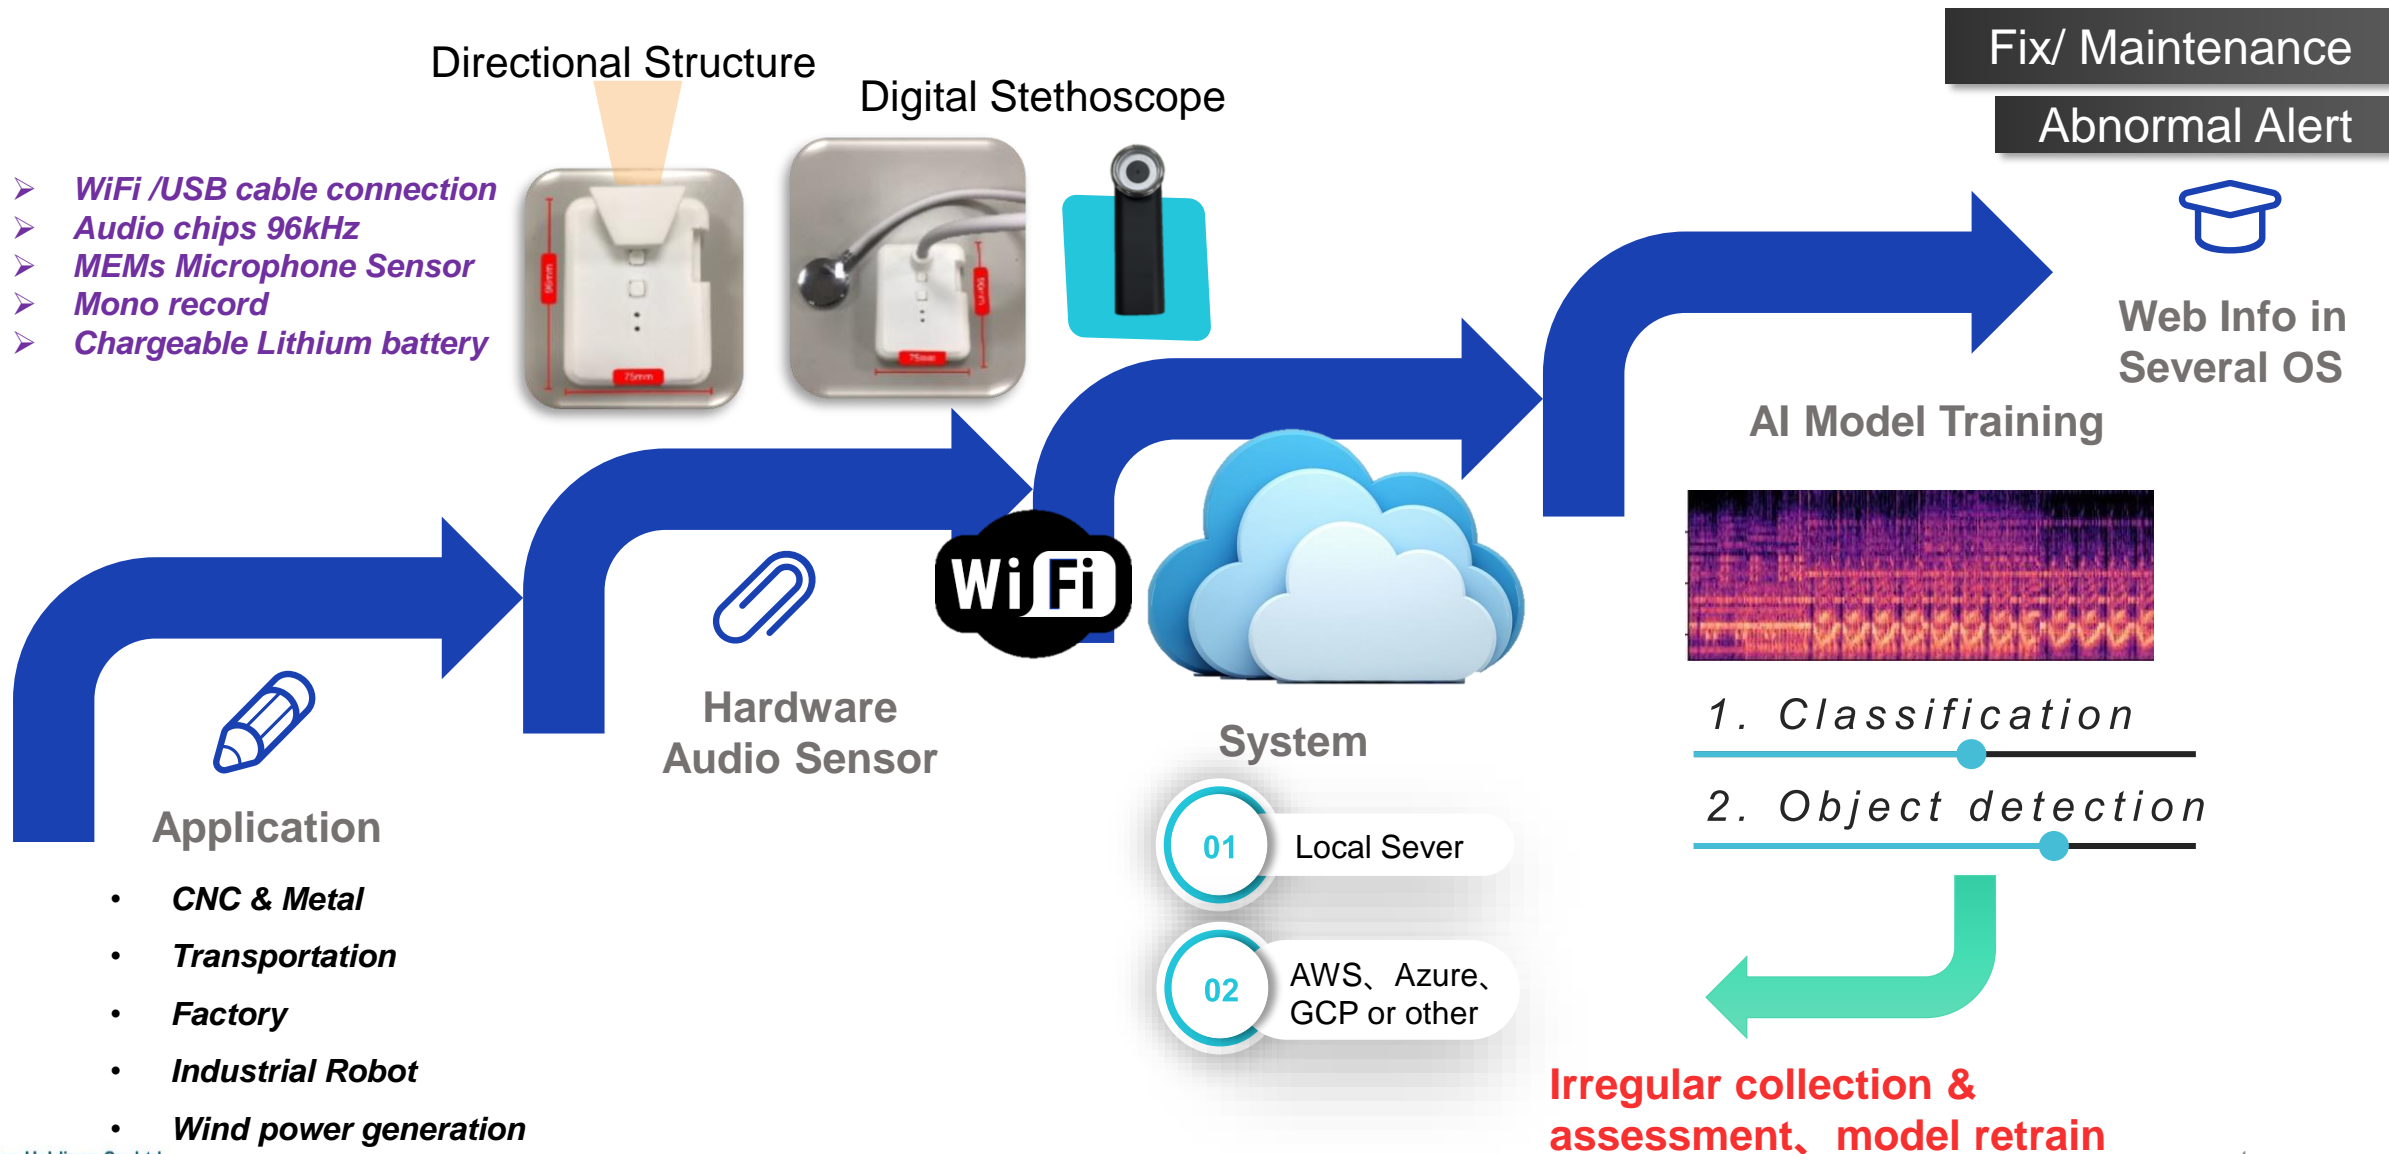 Fix/ Maintenance
Abnormal Alert
Directional Structure
Digital Stethoscope
WiFi /USB cable connection
Audio chips 96kHz
MEMs Microphone Sensor
Mono record
Chargeable Lithium battery
96mm
75mm
75mm
Web Info in
Several OS
AI Model Training
WiFi
Hardware
Audio Sensor
System
1. Classification
2. Object detection
Application
01
Local Sever
02
AWS、Azure、
GCP or other
• CNC & Metal
• Transportation
• Factory
• Industrial Robot
• Wind power generation
Irregular collection &
assessment、model retrain